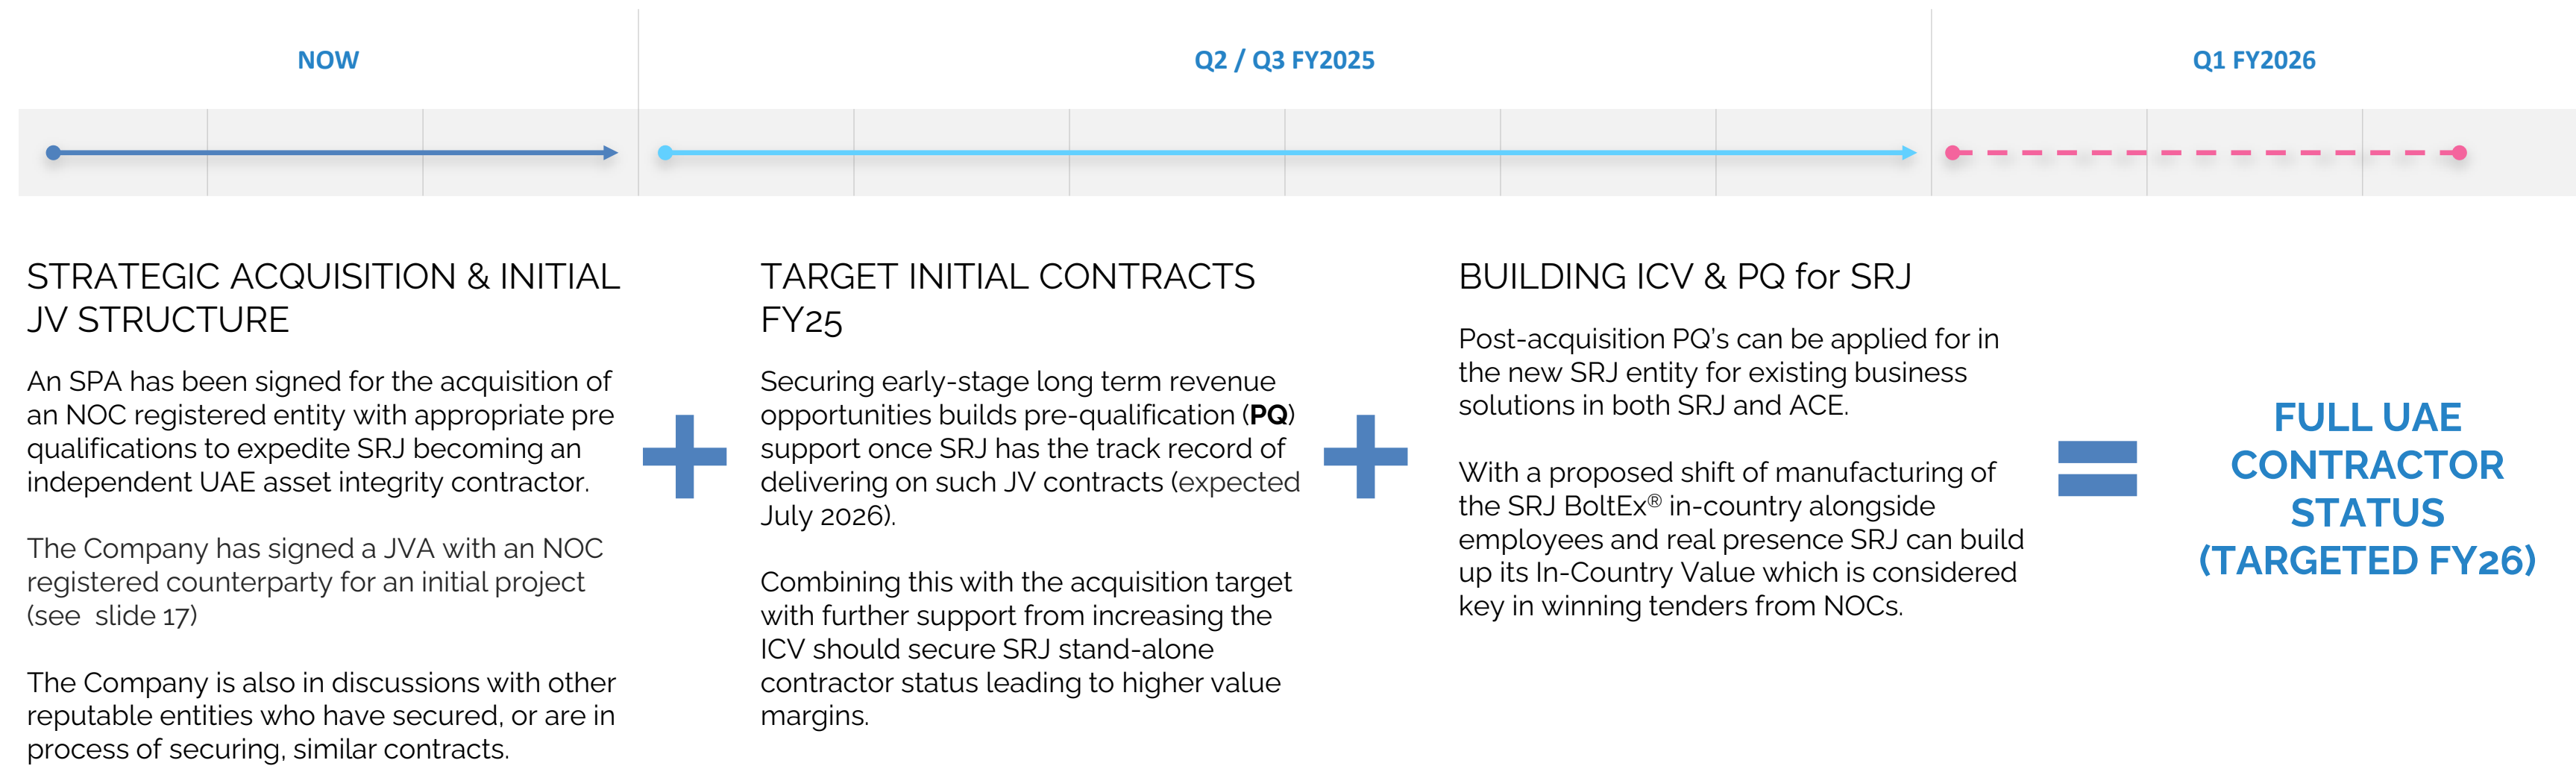 NOW
Q2 / Q3 FY2025
Q1 FY2026
STRATEGIC ACQUISITION & INITIAL
JV STRUCTURE
An SPA has been signed for the acquisition of
an NOC registered entity with appropriate pre
qualifications to expedite SRJ becoming an
independent UAE asset integrity contractor.
The Company has signed a JVA with an NOC
registered counterparty for an initial project
(see  slide 17)
The Company is also in discussions with other
reputable entities who have secured, or are in
process of securing, similar contracts.
TARGET INITIAL CONTRACTS
FY25
Securing early-stage long term revenue
opportunities builds pre-qualification (PQ)
support once SRJ has the track record of
delivering on such JV contracts (expected
July 2026).
Combining this with the acquisition target
with further support from increasing the
ICV should secure SRJ stand-alone
contractor status leading to higher value
margins.
BUILDING ICV & PQ for SRJ
Post-acquisition PQ’s can be applied for in
the new SRJ entity for existing business
solutions in both SRJ and ACE.
With a proposed shift of manufacturing of
the SRJ BoltEx® in-country alongside
employees and real presence SRJ can build
up its In-Country Value which is considered
key in winning tenders from NOCs.
FULL UAE
CONTRACTOR
STATUS
(TARGETED FY26)